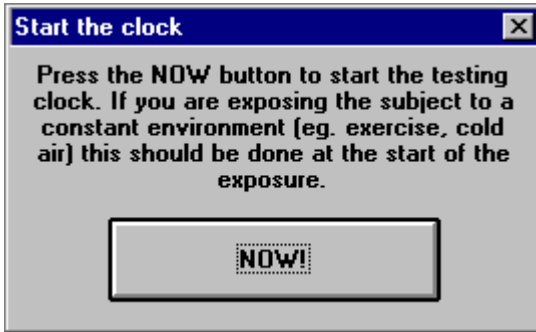 Start the clock
Press the NOW button to start the testing
clock. If you are exposing the subject to a
constant environment (eg. exercise, cold
air) this should be done at the start of the
exposure.
NOW!